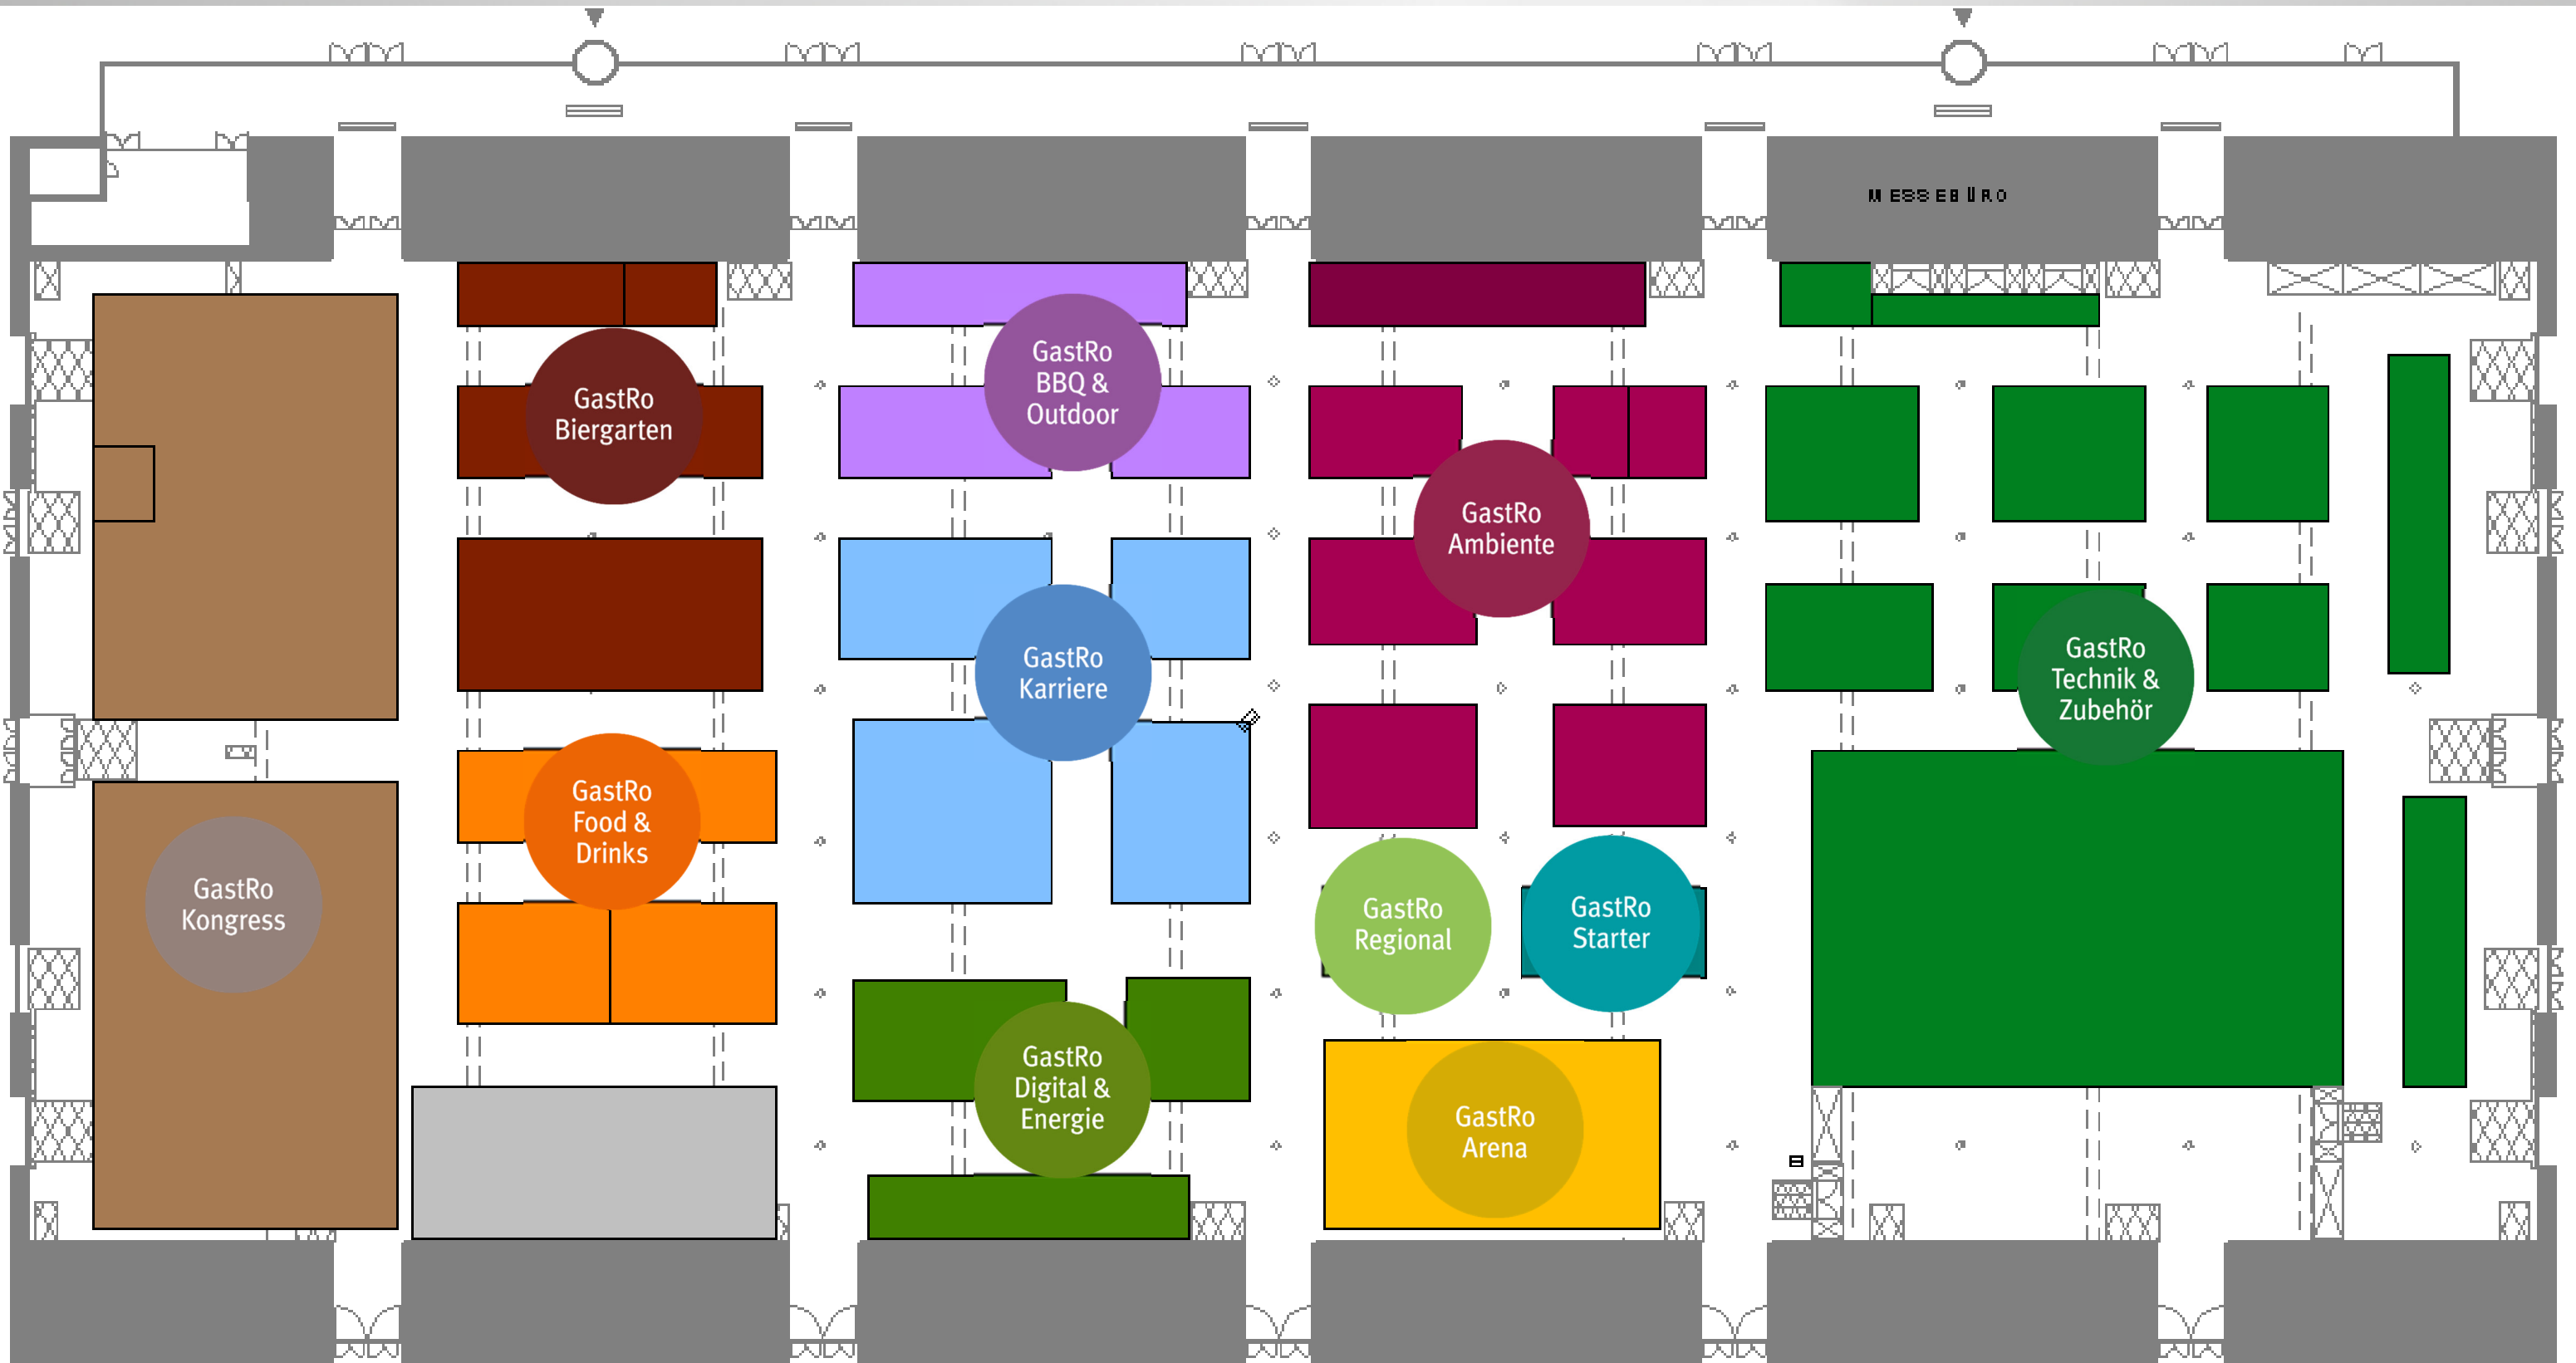 MESSEBÜRO
GastRo
Biergarten
GastRo
BBQ &
Outdoor
GastRo
Ambiente
GastRo
Karriere
GastRo
Technik &
Zubehör
GastRo
Food &
Drinks
GastRo
Kongress
GastRo
Regional
GastRo
Starter
GastRo
Digital &
Energie
GastRo
Arena